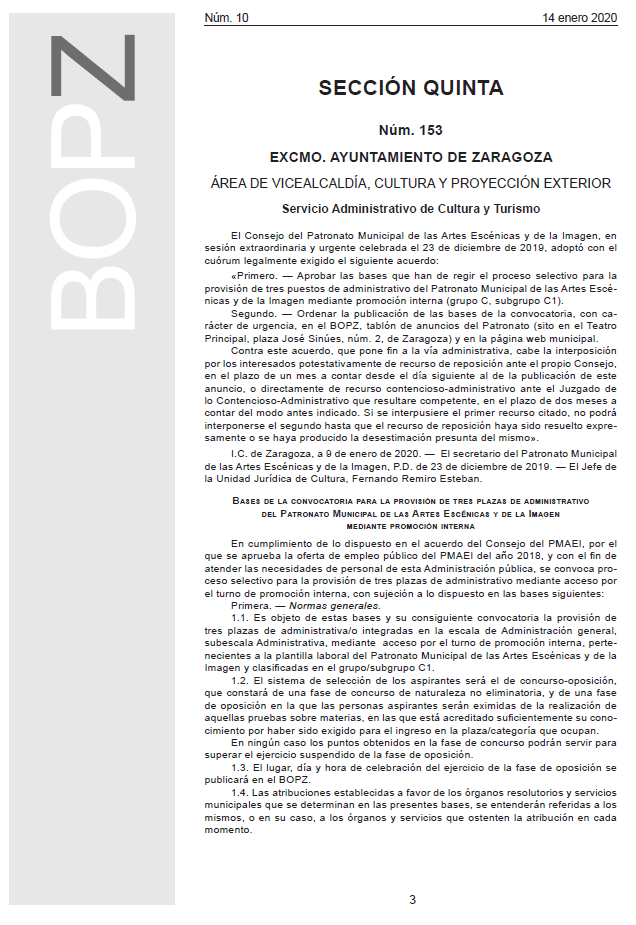 BOPZ
Núm. 10
14 enero 2020
SECCIÓN QUINTA
Núm. 153
EXCMO. AYUNTAMIENTO DE ZARAGOZA
ÁREA DE VICEALCALDÍA, CULTURA Y PROYECCIÓN EXTERIOR
Servicio Administrativo de Cultura y Turismo
El Consejo del Patronato Municipal de las Artes Escénicas y de la Imagen, en
sesión extraordinaria y urgente celebrada el 23 de diciembre de 2019, adoptó con el
cuórum legalmente exigido el siguiente acuerdo:
«Primero. — Aprobar las bases que han de regir el proceso selectivo para la
provisión de tres puestos de administrativo del Patronato Municipal de las Artes Escé-
nicas y de la Imagen mediante promoción interna (grupo C, subgrupo C1).
Segundo. — Ordenar la publicación de las bases de la convocatoria, con ca-
rácter de urgencia, en el BOPZ, tablón de anuncios del Patronato (sito en el Teatro
Principal, plaza José Sinúes, núm. 2, de Zaragoza) y en la página web municipal.
Contra este acuerdo, que pone fin a la vía administrativa, cabe la interposición
por los interesados potestativamente de recurso de reposición ante el propio Consejo,
en el plazo de un mes a contar desde el día siguiente al de la publicación de este
anuncio, o directamente de recurso contencioso-administrativo ante el Juzgado de
lo Contencioso-Administrativo que resultare competente, en el plazo de dos meses a
contar del modo antes indicado. Si se interpusiere el primer recurso citado, no podrá
interponerse el segundo hasta que el recurso de reposición haya sido resuelto expre-
samente o se haya producido la desestimación presunta del mismo».
I.C. de Zaragoza, a 9 de enero de 2020. — El secretario del Patronato Municipal
de las Artes Escénicas y de la Imagen, P.D. de 23 de diciembre de 2019. — El Jefe de
la Unidad Jurídica de Cultura, Fernando Remiro Esteban.
Bases de la convocatoria para la provisión de tres plazas de administrativo
del Patronato Municipal de las Artes Escénicas y de la Imagen
mediante promoción interna
En cumplimiento de lo dispuesto en el acuerdo del Consejo del PMAEI, por el
que se aprueba la oferta de empleo público del PMAEI del año 2018, y con el fin de
atender las necesidades de personal de esta Administración pública, se convoca pro-
ceso selectivo para la provisión de tres plazas de administrativo mediante acceso por
el turno de promoción interna, con sujeción a lo dispuesto en las bases siguientes:
Primera. — Normas generales.
1.1. Es objeto de estas bases y su consiguiente convocatoria la provisión de
tres plazas de administrativa/o integradas en la escala de Administración general,
subescala Administrativa, mediante acceso por el turno de promoción interna, perte-
necientes a la plantilla laboral del Patronato Municipal de las Artes Escénicas y de la
Imagen y clasificadas en el grupo/subgrupo C1.
1.2. El sistema de selección de los aspirantes será el de concurso-oposición,
que constará de una fase de concurso de naturaleza no eliminatoria, y de una fase
de oposición en la que las personas aspirantes serán eximidas de la realización de
aquellas pruebas sobre materias, en las que está acreditado suficientemente su cono-
cimiento por haber sido exigido para el ingreso en la plaza/categoría que ocupan.
En ningún caso los puntos obtenidos en la fase de concurso podrán servir para
superar el ejercicio suspendido de la fase de oposición.
1.3. El lugar, día y hora de celebración del ejercicio de la fase de oposición se
publicará en el BOPZ.
1.4. Las atribuciones establecidas a favor de los órganos resolutorios y servicios
municipales que se determinan en las presentes bases, se entenderán referidas a los
mismos, o en su caso, a los órganos y servicios que ostenten la atribución en cada
momento.
3